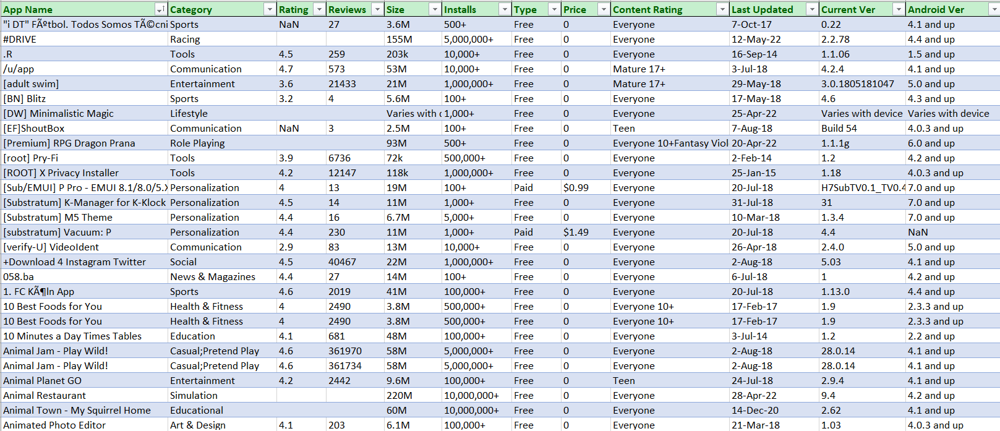 App Name Category Rating Reviews Size Installs Type Price Content Rating Last Updated Current Ver Android Ver
"i DT" FÃºtbol. Todos Somos TÃ©cni Sports NaN 27 3.6M 500+ Free 0 Everyone 7-Oct-17 0.22 4.1 and up
#DRIVE Racing 155M 5,000,000+ Free 0 Everyone 12-May-22 2.2.78 4.4 and up
.R Tools 4.5 259 203k 10,000+ Free 0 Everyone 16-Sep-14 1.1.06 1.5 and up
/u/app Communication 4.7 573 53M 10,000+ Free 0 Mature 17+ 3-Jul-18 4.2.4 4.1 and up
[adult swim] Entertainment 3.6 21433 21M 1,000,000+ Free 0 Mature 17+ 29-May-18 3.0.1805181047 5.0 and up
[BN] Blitz Sports 3.2 4 5.6M 100+ Free 0 Everyone 17-May-18 4.6 4.3 and up
[DW] Minimalistic Magic Lifestyle Varies with d 1,000+ Free 0 Everyone 25-Apr-22 Varies with device Varies with device
[EF]ShoutBox Communication NaN 3 2.5M 100+ Free 0 Teen 7-Aug-18 Build 54 4.0.3 and up
[Premium] RPG Dragon Prana Role Playing 93M 500+ Free 0 Everyone 10+Fantasy Viol 20-Apr-22 1.1.1g 6.0 and up
[root] Pry-Fi Tools 3.9 6736 72k 500,000+ Free 0 Everyone 2-Feb-14 1.2 4.2 and up
[ROOT] X Privacy Installer Tools 4.2 12147 118k 1,000,000+ Free 0 Everyone 25-Jan-15 1.18 4.0.3 and up
[Sub/EMUI] P Pro - EMUI 8.1/8.0/5.X Personalization 4 13 19M 100+ Paid $0.99 Everyone 20-Jul-18 H7SubTV0.1_TV0.4 7.0 and up
[Substratum] K-Manager for K-Klock Personalization 4.5 14 11M 1,000+ Free 0 Everyone 31-Jul-18 31 7.0 and up
[Substratum] M5 Theme Personalization 4.4 16 6.7M 5,000+ Free 0 Everyone 10-Mar-18 1.3.4 7.0 and up
[substratum] Vacuum: P Personalization 4.4 230 11M 1,000+ Paid $1.49 Everyone 20-Jul-18 4.4 NaN
[verify-U] VideoIdent Communication 2.9 83 13M 10,000+ Free 0 Everyone 26-Apr-18 2.4.0 5.0 and up
+Download 4 Instagram Twitter Social 4.5 40467 22M 1,000,000+ Free 0 Everyone 2-Aug-18 5.03 4.1 and up
058.ba News & Magazines 4.4 27 14M 100+ Free 0 Everyone 6-Jul-18 1 4.2 and up
1. FC KÃ¶ln App Sports 4.6 2019 41M 100,000+ Free 0 Everyone 20-Jul-18 1.13.0 4.4 and up
10 Best Foods for You Health & Fitness 4 2490 3.8M 500,000+ Free 0 Everyone 10+ 17-Feb-17 1.9 2.3.3 and up
10 Best Foods for You Health & Fitness 4 2490 3.8M 500,000+ Free 0 Everyone 10+ 17-Feb-17 1.9 2.3.3 and up
10 Minutes a Day Times Tables Education 4.1 681 48M 100,000+ Free 0 Everyone 3-Jul-14 1.2 2.2 and up
Animal Jam - Play Wild! Casual;Pretend Play 4.6 361970 58M 5,000,000+ Free 0 Everyone 2-Aug-18 28.0.14 4.1 and up
Animal Jam - Play Wild! Casual;Pretend Play 4.6 361734 58M 5,000,000+ Free 0 Everyone 2-Aug-18 28.0.14 4.1 and up
Animal Planet GO Entertainment 4.2 2442 9.6M 100,000+ Free 0 Teen 24-Jul-18 2.9.4 4.1 and up
Animal Restaurant Simulation 220M 10,000,000+ Free 0 Everyone 28-Apr-22 9.4 4.2 and up
Animal Town - My Squirrel Home Educational 60M 10,000,000+ Free 0 Everyone 14-Dec-20 2.62 4.1 and up
Animated Photo Editor Art & Design 4.1 203 6.1M 100,000+ Free 0 Everyone 21-Mar-18 1.03 4.0.3 and up